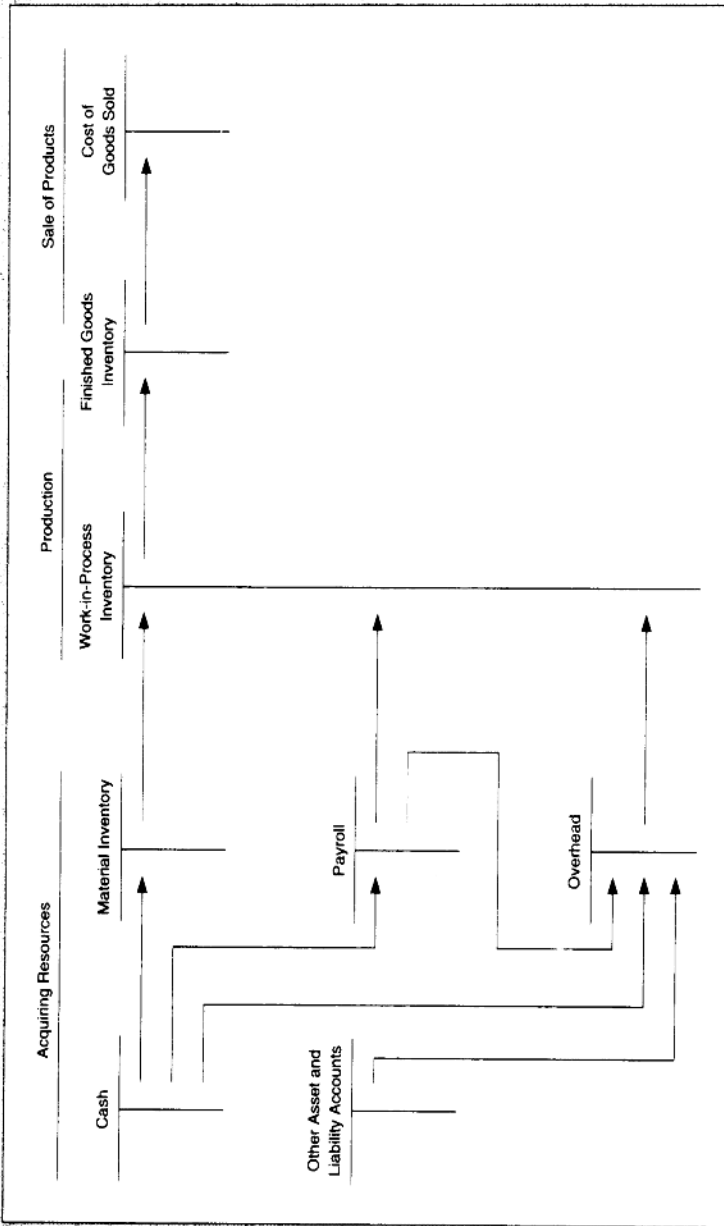 Acquiring Resources
Production
Sale of Products
Cash
Material Inventory
Work-in-Process
Inventory
Finished Goods
Inventory
Cost of
Goods Sold
Other Asset and
Liability Accounts
Payroll
Overhead